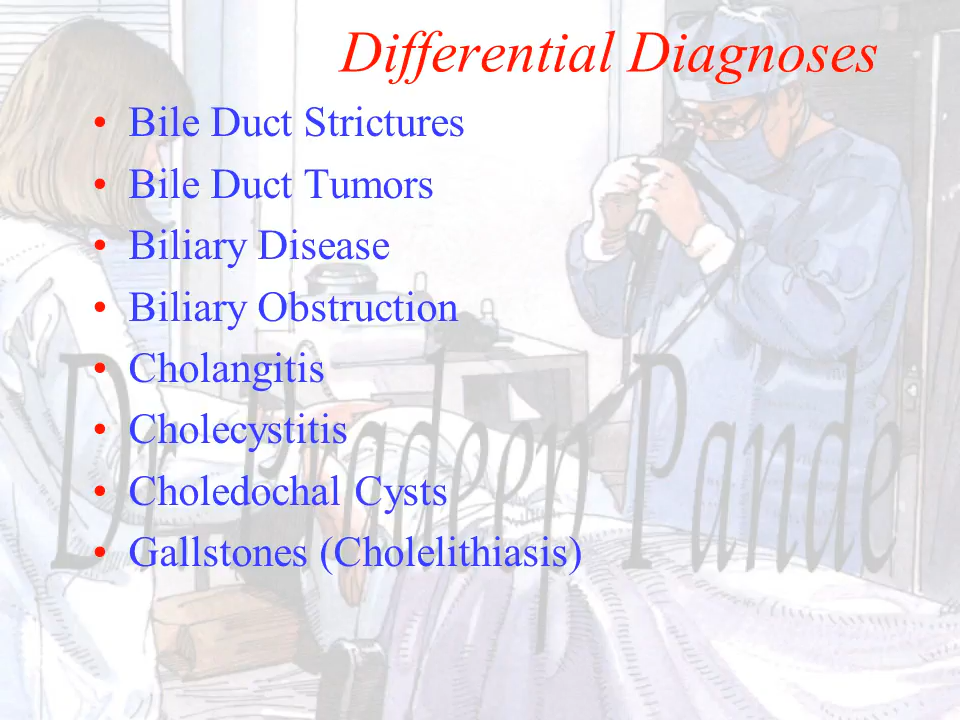 Differential Diagnoses
• Bile Duct Strictures
• Bile Duct Tumors
• Biliary Disease
• Biliary Obstruction
• Cholangitis
• Cholecystitis
• Choledochal Cysts
• Gallstones (Cholelithiasis)
Dr. Pradeep Pande